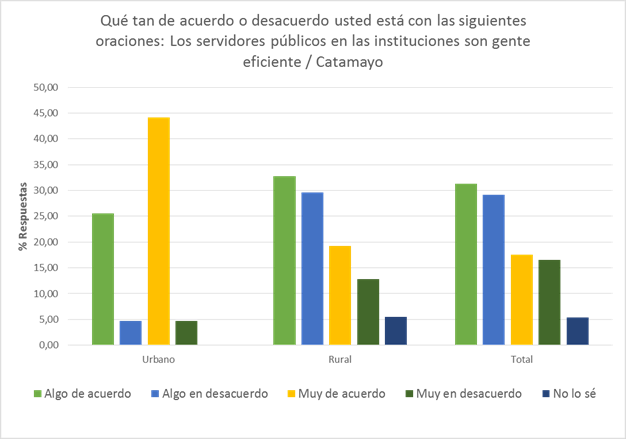 Qué tan de acuerdo o desacuerdo usted está con las siguientes
oraciones: Los servidores públicos en las instituciones son gente
eficiente / Catamayo
50,00
45,00
40,00
35,00
30,00
25,00
20,00
15,00
10,00
5,00
0,00
% Respuestas
Urbano Rural Total
Algo de acuerdo Algo en desacuerdo Muy de acuerdo Muy en desacuerdo No lo sé